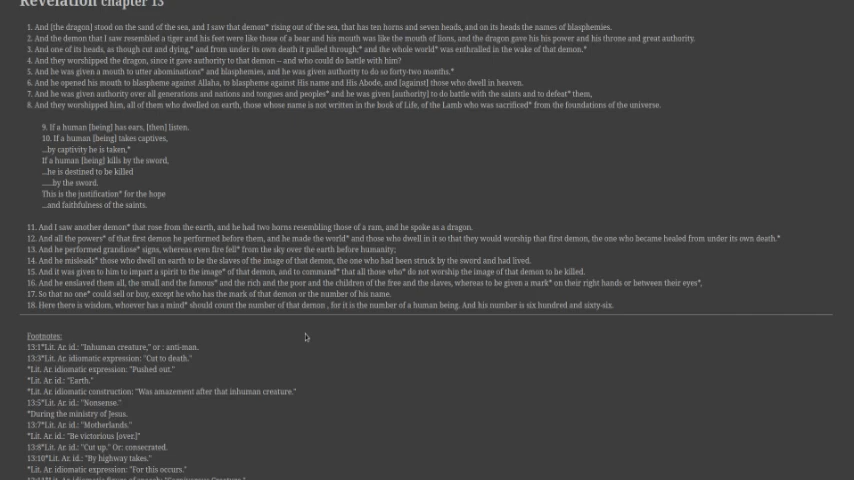 Revelation chapter 13
1. And [the dragon] stood on the sand of the sea, and I saw that demon* rising out of the sea, that has ten horns and seven heads, and on its heads the names of blasphemies.
2. And the demon that I saw resembled a tiger and his feet were like those of a bear and his mouth was like the mouth of lions, and the dragon gave his his power and his throne and great authority.
3. And one of its heads, as though cut and dying,* and from under its own death it pulled through;* and the whole world* was enthralled in the wake of that demon.*
4. And they worshipped the dragon, since it gave authority to that demon -- and who could do battle with him?
5. And he was given a mouth to utter abominations* and blasphemies, and he was given authority to do so forty-two months.*
6. And he opened his mouth to blaspheme against Allaha, to blaspheme against His name and His Abode, and [against] those who dwell in heaven.
7. And he was given authority over all generations and nations and tongues and peoples* and he was given [authority] to do battle with the saints and to defeat* them,
8. And they worshipped him, all of them who dwelled on earth, those whose name is not written in the book of Life, of the Lamb who was sacrificed* from the foundations of the universe.
9. If a human [being] has ears, [then] listen.
10. If a human [being] takes captives,
...by captivity he is taken,*
If a human [being] kills by the sword,
...he is destined to be killed
......by the sword.
This is the justification* for the hope
...and faithfulness of the saints.
11. And I saw another demon* that rose from the earth, and he had two horns resembling those of a ram, and he spoke as a dragon.
12. And all the powers* of that first demon he performed before them, and he made the world* and those who dwell in it so that they would worship that first demon, the one who became healed from under its own death.*
13. And he performed grandiose* signs, whereas even fire fell* from the sky over the earth before humanity;
14. And he misleads* those who dwell on earth to be the slaves of the image of that demon, the one who had been struck by the sword and had lived.
15. And it was given to him to impart a spirit to the image* of that demon, and to command* that all those who* do not worship the image of that demon to be killed.
16. And he enslaved them all, the small and the famous* and the rich and the poor and the children of the free and the slaves, whereas to be given a mark* on their right hands or between their eyes*,
17. So that no one* could sell or buy, except he who has the mark of that demon or the number of his name.
18. Here there is wisdom, whoever has a mind* should count the number of that demon , for it is the number of a human being. And his number is six hundred and sixty-six.
Footnotes:
13:1*Lit. Ar. id.: "Inhuman creature," or : anti-man.
13:3*Lit. Ar. idiomatic expression: "Cut to death."
*Lit. Ar. idiomatic expression: "Pushed out."
*Lit. Ar. id.: "Earth."
*Lit. Ar. idiomatic construction: "Was amazement after that inhuman creature."
13:5*Lit. Ar. id.: "Nonsense."
*During the ministry of Jesus.
13:7*Lit. Ar. id.: "Motherlands."
*Lit. Ar. id.: "Be victorious [over.]"
13:8*Lit. Ar. id.: "Cut up." Or: consecrated.
13:10*Lit. Ar. id.: "By highway takes."
*Lit. Ar. idiomatic expression: "For this occurs."